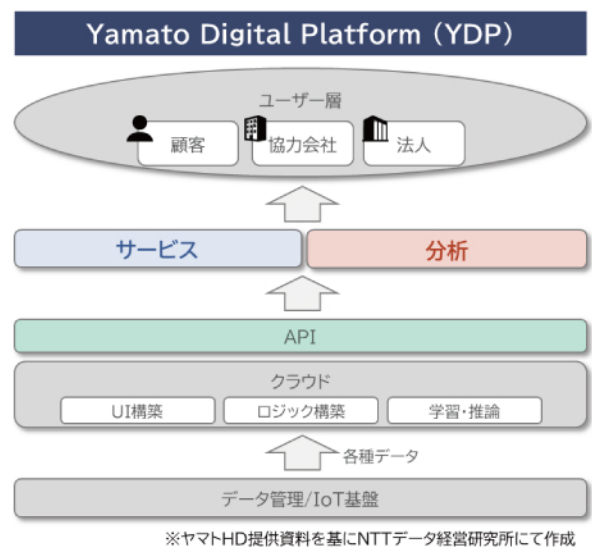 Yamato Digital Platform (YDP)
ユーザー層
顧客
協力会社
法人
サービス
分析
API
クラウド
UI構築
ロジック構築
学習・推論
各種データ
データ管理/IoT基盤
※ヤマトHD提供資料を基にNTTデータ経営研究所にて作成